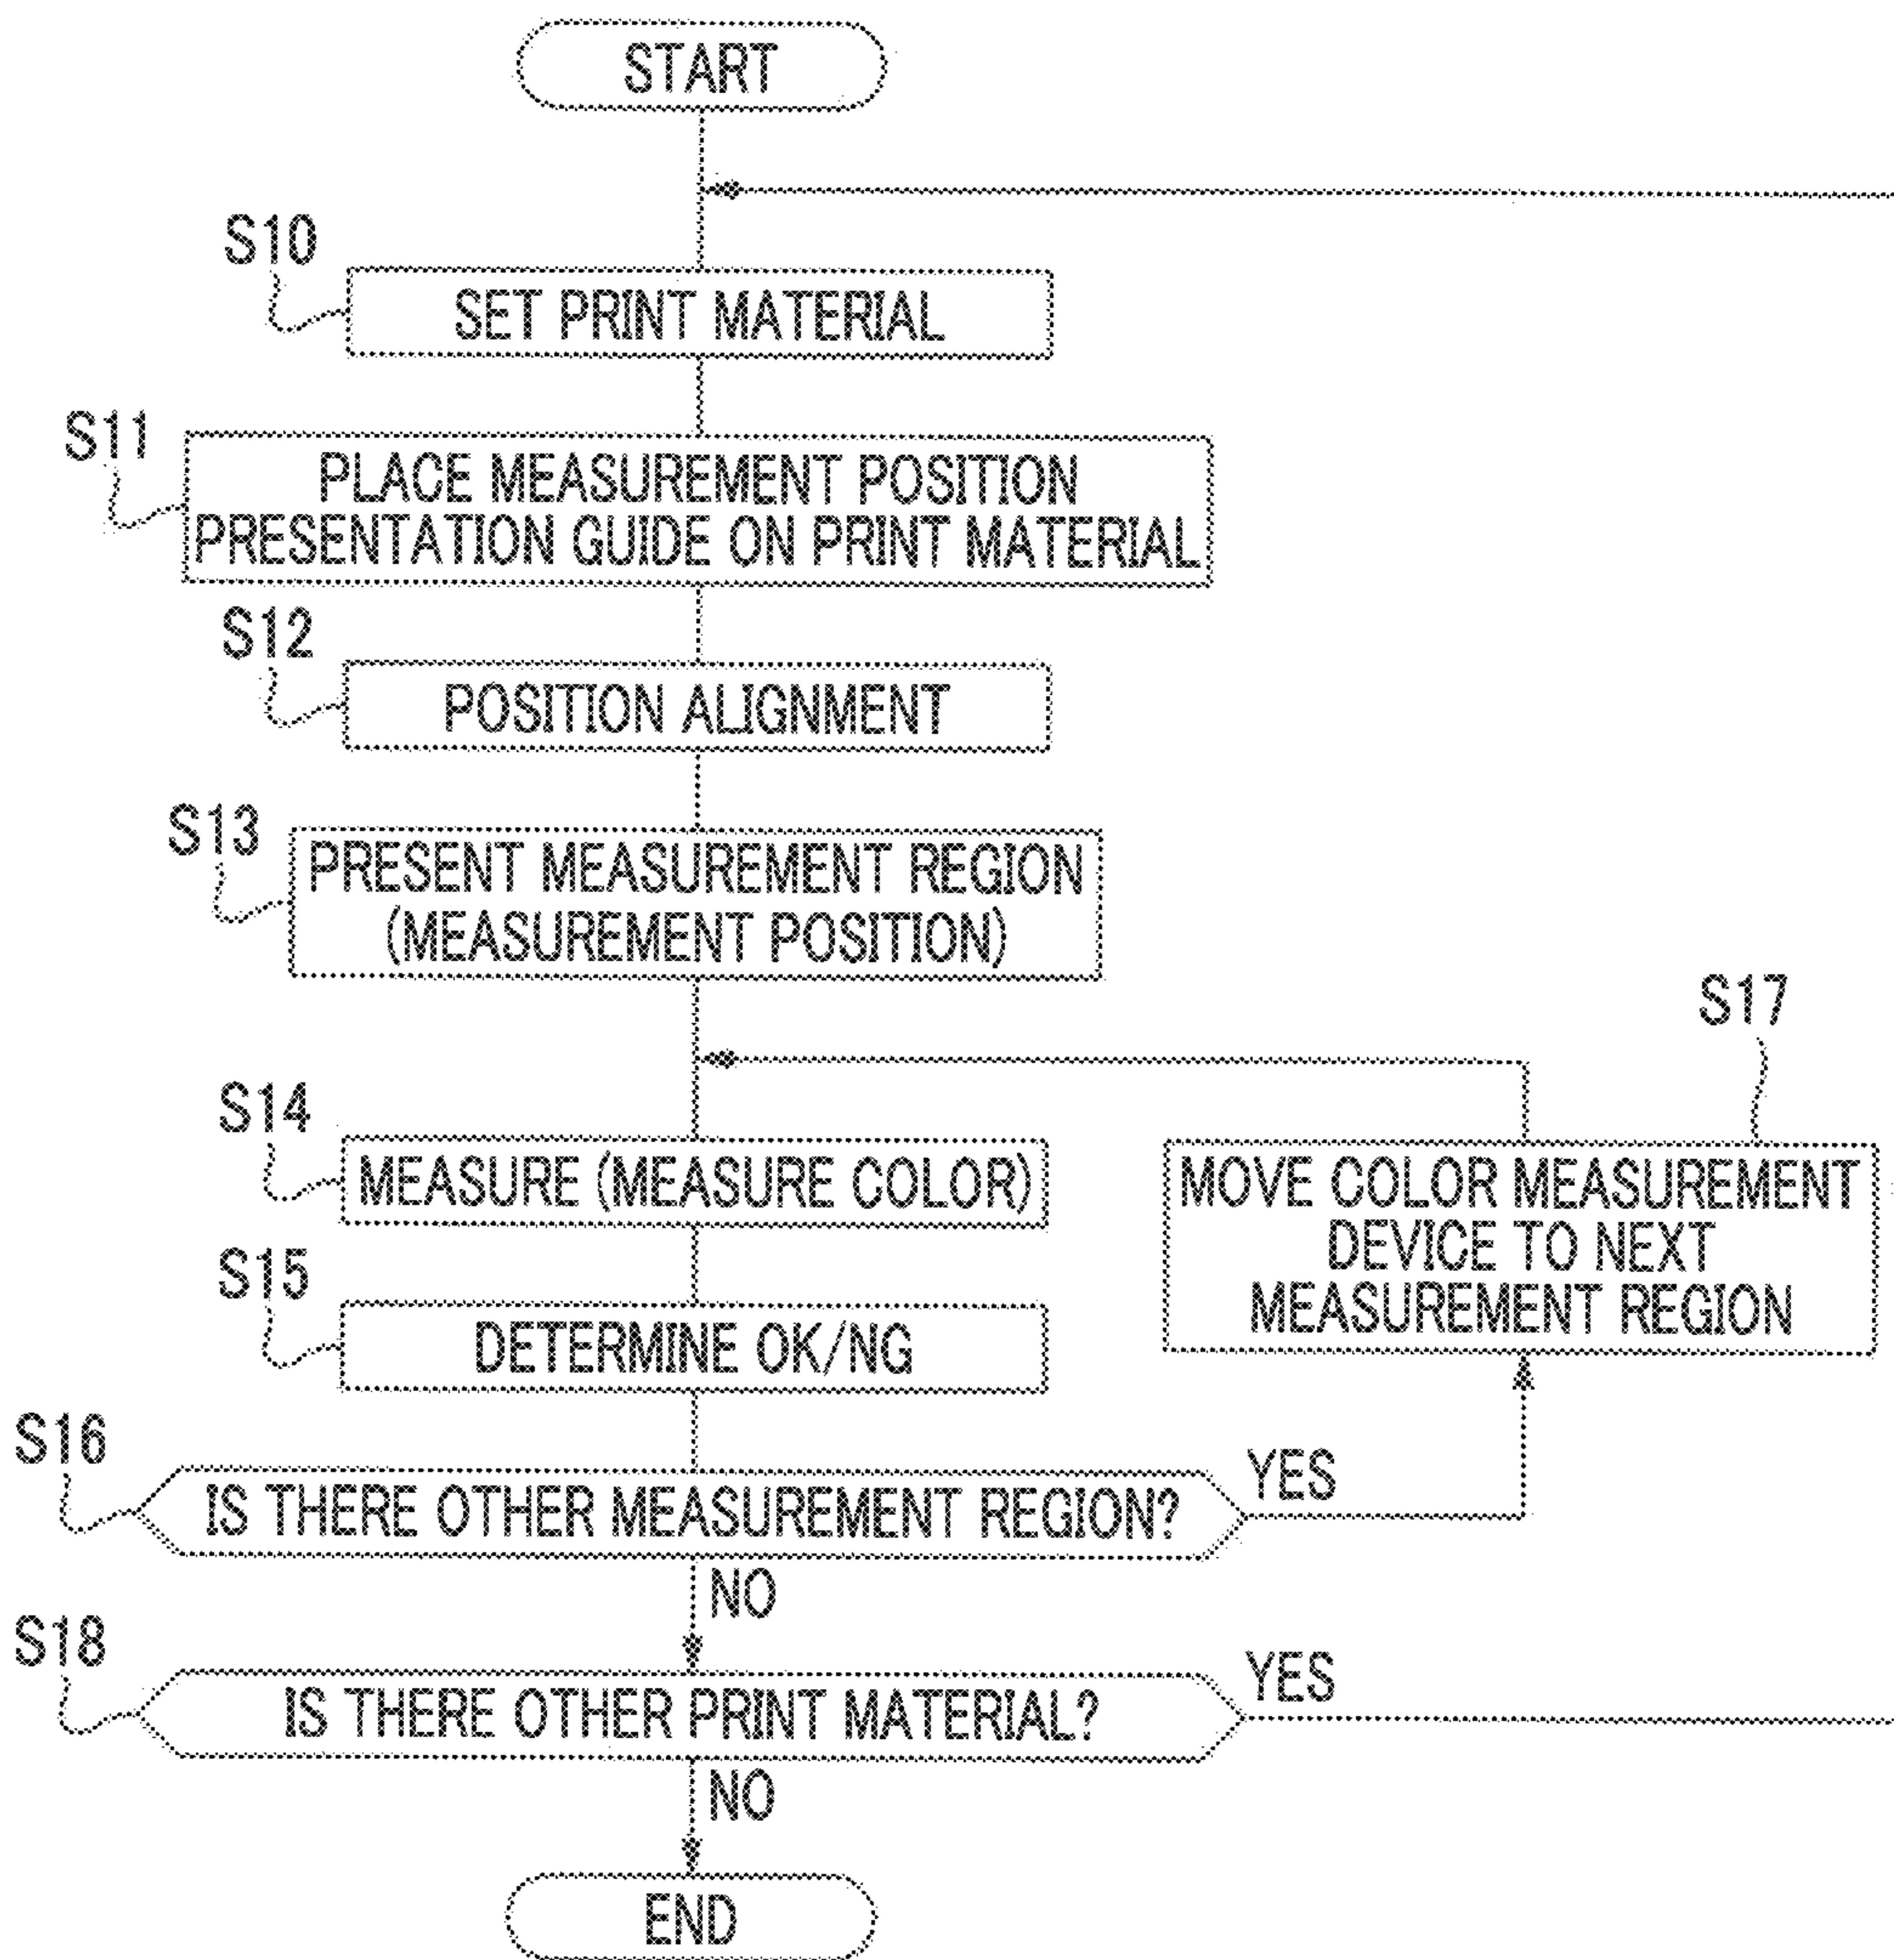 START
S10
SET PRINT MATERIAL
S11
PLACE MEASUREMENT POSITION
PRESENTATION GUIDE ON PRINT MATERIAL
S12
POSITION ALIGNMENT
S13
PRESENT MEASUREMENT REGION
(MEASUREMENT POSITION)
S14
MEASURE (MEASURE COLOR)
S17
MOVE COLOR MEASUREMENT
DEVICE TO NEXT
MEASUREMENT REGION
S15
DETERMINE OK/NG
S16
IS THERE OTHER MEASUREMENT REGION?
YES
NO
S18
IS THERE OTHER PRINT MATERIAL?
YES
NO
END